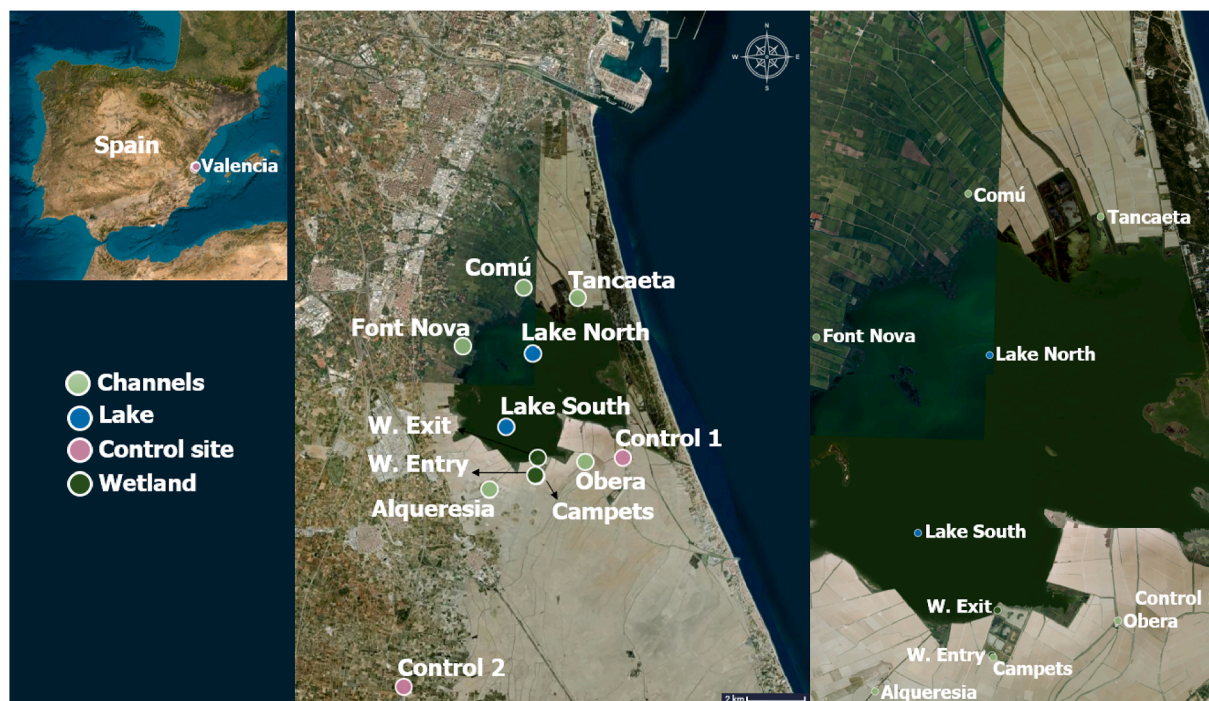 Spain
Valencia
Channels
Lake
Control site
Wetland
N
W
E
S
Comú
Tancaeta
Font Nova
Lake North
Lake South
W. Exit
Control 1
W. Entry
Obera
Alqueresia
Campets
Control 2
2 km
Comú
Tancaeta
Font Nova
Lake North
Lake South
W. Exit
Control
Obera
W. Entry
Campets
Alqueresia